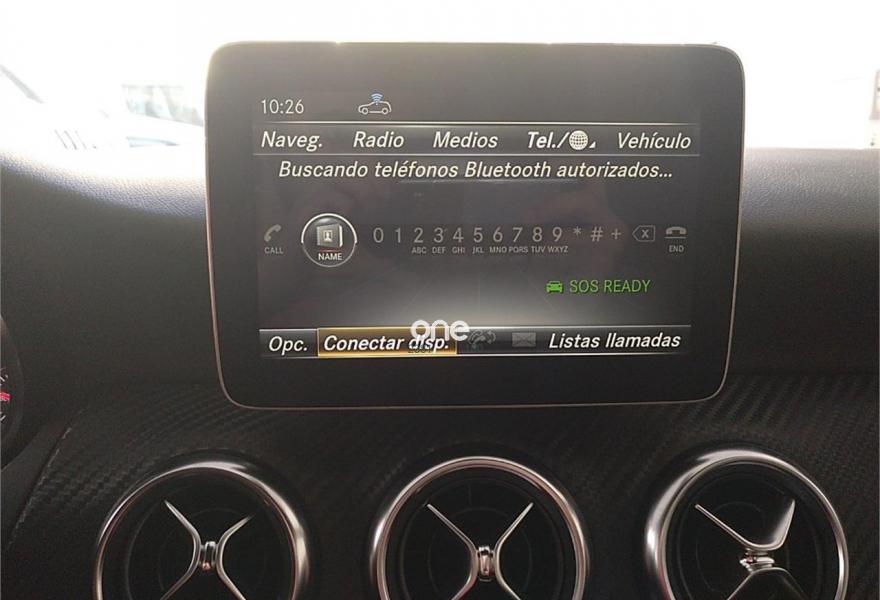 10:26
Naveg. Radio Medios Tel./ Vehículo
Buscando teléfonos Bluetooth autorizados...
CALL NAME 0 1 2 3 4 5 6 7 8 9 * # + END
ABC DEF GHI JKL MNO PQRS TUV WXYZ
SOS READY
one
Opc. Conectar disp. Listas llamadas